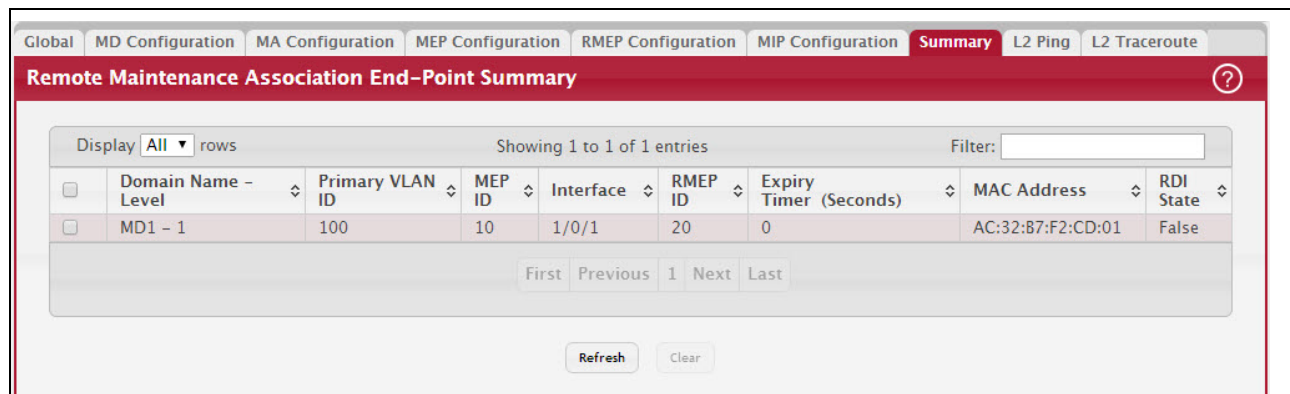 Global MD Configuration MA Configuration MEP Configuration RMEP Configuration MIP Configuration Summary L2 Ping L2 Traceroute
Remote Maintenance Association End-Point Summary ?
Display All rows Showing 1 to 1 of 1 entries Filter:
Domain Name - Level Primary VLAN ID MEP ID Interface RMEP ID Expiry Timer (Seconds) MAC Address RDI State
MD1 - 1 100 10 1/0/1 20 0 AC:32:B7:F2:CD:01 False
First Previous 1 Next Last
Refresh Clear